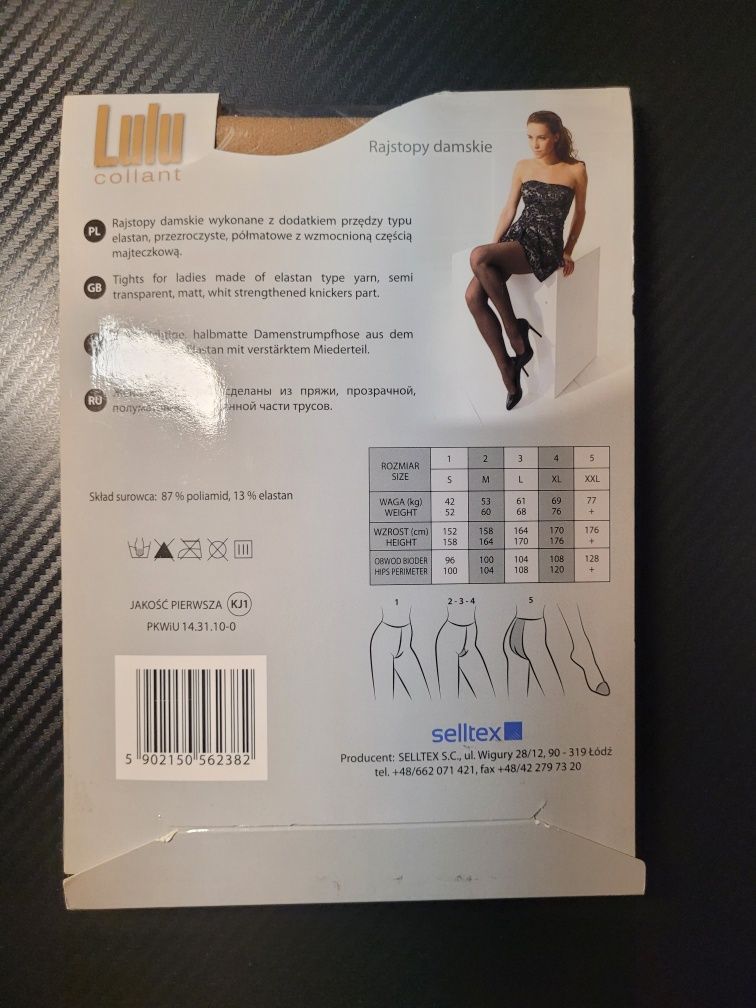 Lulu
collant
Rajstopy damskie
PL
Rajstopy damskie wykonane z dodatkiem przędzy typu
elastan, przezroczyste, półmatowe z wzmocnioną częścią
majteczkową.
GB
Tights for ladies made of elastan type yarn, semi
transparent, matt, whit strengthened knickers part.
halbmatte Damenstrumpfhose aus dem
mit verstärktem Miederteil.
RU
сделаны из пряжи, прозрачной,
части трусов.
Skład surowca: 87 % poliamid, 13 % elastan
JAKOŚĆ PIERWSZA KJ1
PKWiU 14.31.10-0
5 902150 562382
ROZMIAR 1 2 3 4 5
SIZE S M L XL XXL
WAGA (kg) 42 53 61 69 77
WEIGHT 52 60 68 76 +
WZROST (cm) 152 158 164 170 176
HEIGHT 158 164 170 176 +
OBWÓD BIODER 96 100 104 108 128
HIPS PERIMETER 100 104 108 120 +
1 2 - 3 - 4 5
selltex
Producent: SELLTEX S.C., ul. Wigury 28/12, 90 - 319 Łódź
tel. +48/662 071 421, fax +48/42 279 73 20